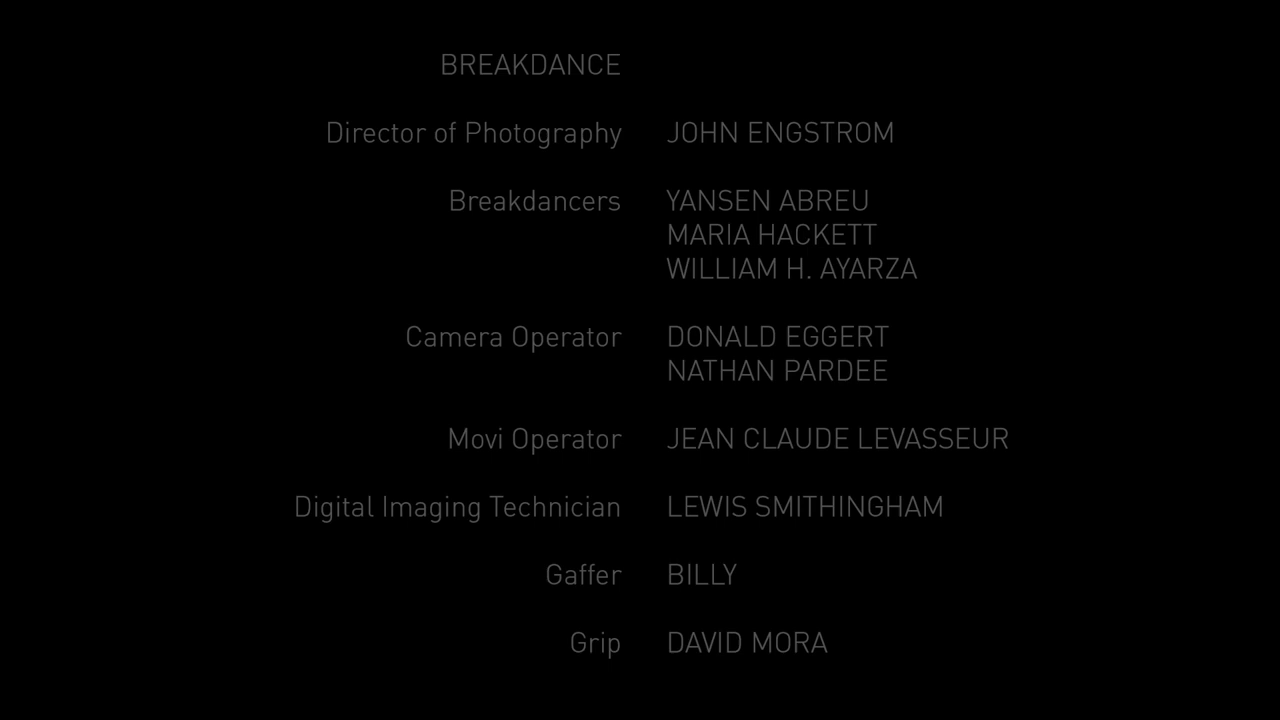 BREAKDANCE
Director of Photography JOHN ENGSTROM
Breakdancers YANSEN ABREU
MARIA HACKETT
WILLIAM H. AYARZA
Camera Operator DONALD EGGERT
NATHAN PARDEE
Movi Operator JEAN CLAUDE LEVASSEUR
Digital Imaging Technician LEWIS SMITHINGHAM
Gaffer BILLY
Grip DAVID MORA